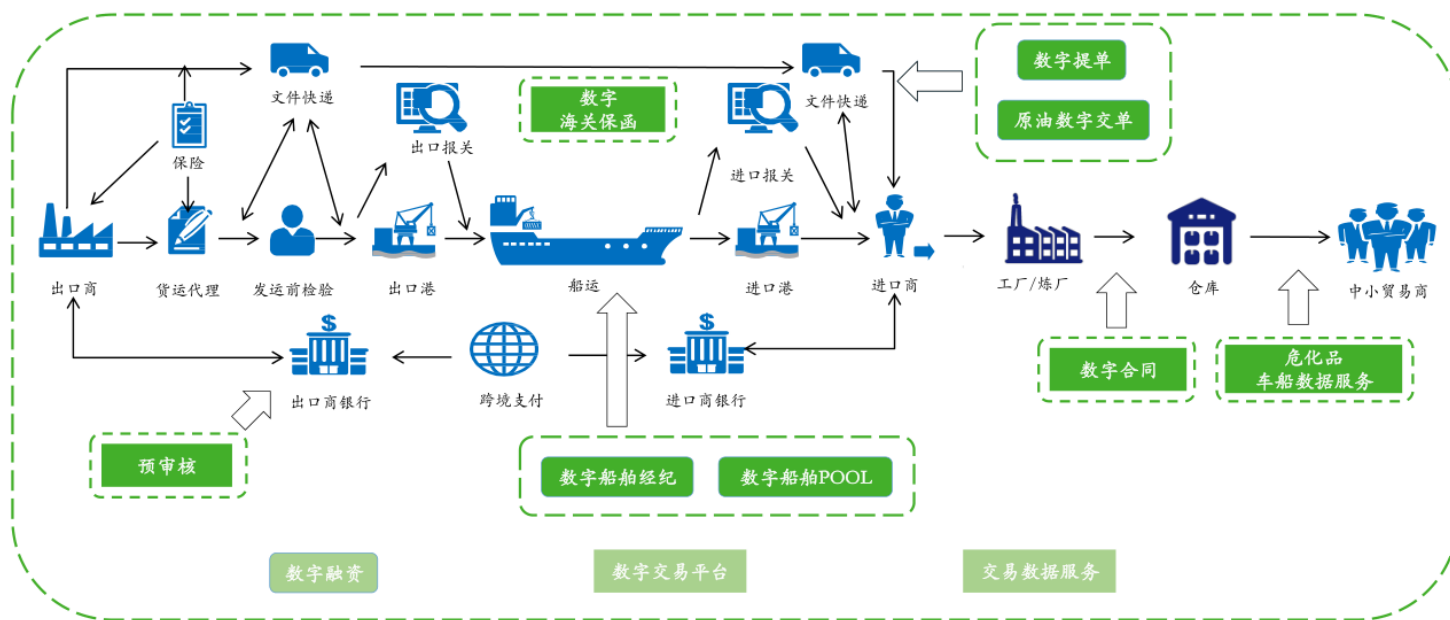 数字提单
文件快递
文件快递
数字
海关保函
原油数字交单
出口报关
保险
进口报关
出口商
货运代理
发运前检验
出口港
船运
进口港
进口商
工厂/炼厂
仓库
中小贸易商
$
$
数字合同
危化品
车船数据服务
出口商银行
跨境支付
进口商银行
预审核
数字船舶经纪
数字船舶POOL
数字融资
数字交易平台
交易数据服务